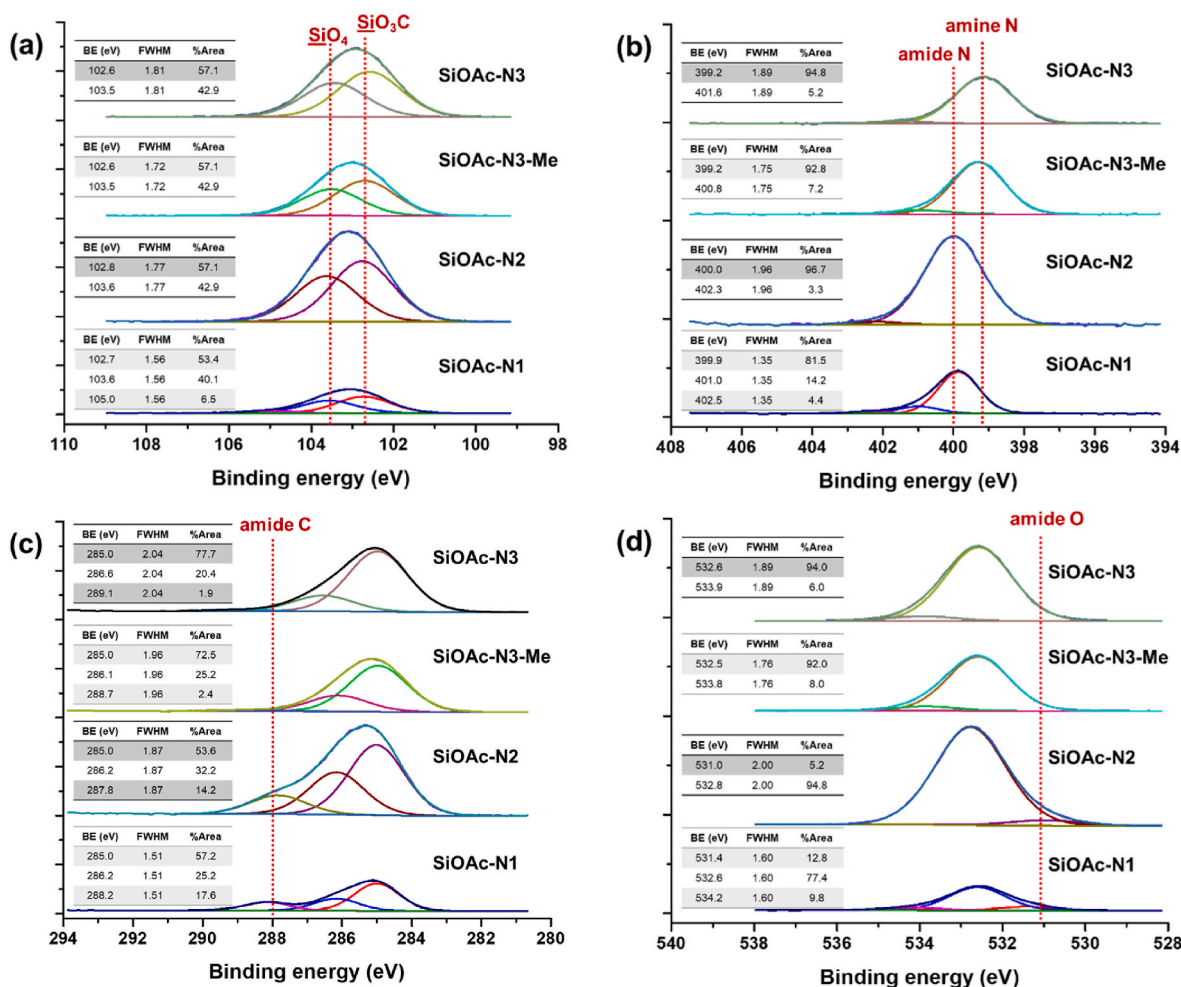 (a)
SiO4
SiO3C
BE (eV) FWHM %Area
102.6 1.81 57.1
103.5 1.81 42.9
SiOAc-N3
BE (eV) FWHM %Area
102.6 1.72 57.1
103.5 1.72 42.9
SiOAc-N3-Me
BE (eV) FWHM %Area
102.8 1.77 57.1
103.6 1.77 42.9
SiOAc-N2
BE (eV) FWHM %Area
102.7 1.56 53.4
103.6 1.56 40.1
105.0 1.56 6.5
SiOAc-N1
110 108 106 104 102 100 98
Binding energy (eV)
(b)
amine N
amide N
BE (eV) FWHM %Area
399.2 1.89 94.8
401.6 1.89 5.2
SiOAc-N3
BE (eV) FWHM %Area
399.2 1.75 92.8
400.8 1.75 7.2
SiOAc-N3-Me
BE (eV) FWHM %Area
400.0 1.96 96.7
402.3 1.96 3.3
SiOAc-N2
BE (eV) FWHM %Area
399.9 1.35 81.5
401.0 1.35 14.2
402.5 1.35 4.4
SiOAc-N1
408 406 404 402 400 398 396 394
Binding energy (eV)
(c)
amide C
BE (eV) FWHM %Area
285.0 2.04 77.7
286.6 2.04 20.4
289.1 2.04 1.9
SiOAc-N3
BE (eV) FWHM %Area
285.0 1.96 72.5
286.1 1.96 25.2
288.7 1.96 2.4
SiOAc-N3-Me
BE (eV) FWHM %Area
285.0 1.87 53.6
286.2 1.87 32.2
287.8 1.87 14.2
SiOAc-N2
BE (eV) FWHM %Area
285.0 1.51 57.2
286.2 1.51 25.2
288.2 1.51 17.6
SiOAc-N1
294 292 290 288 286 284 282 280
Binding energy (eV)
(d)
amide O
BE (eV) FWHM %Area
532.6 1.89 94.0
533.9 1.89 6.0
SiOAc-N3
BE (eV) FWHM %Area
532.5 1.76 92.0
533.8 1.76 8.0
SiOAc-N3-Me
BE (eV) FWHM %Area
531.0 2.00 5.2
532.8 2.00 94.8
SiOAc-N2
BE (eV) FWHM %Area
531.4 1.60 12.8
532.6 1.60 77.4
534.2 1.60 9.8
SiOAc-N1
540 538 536 534 532 530 528
Binding energy (eV)